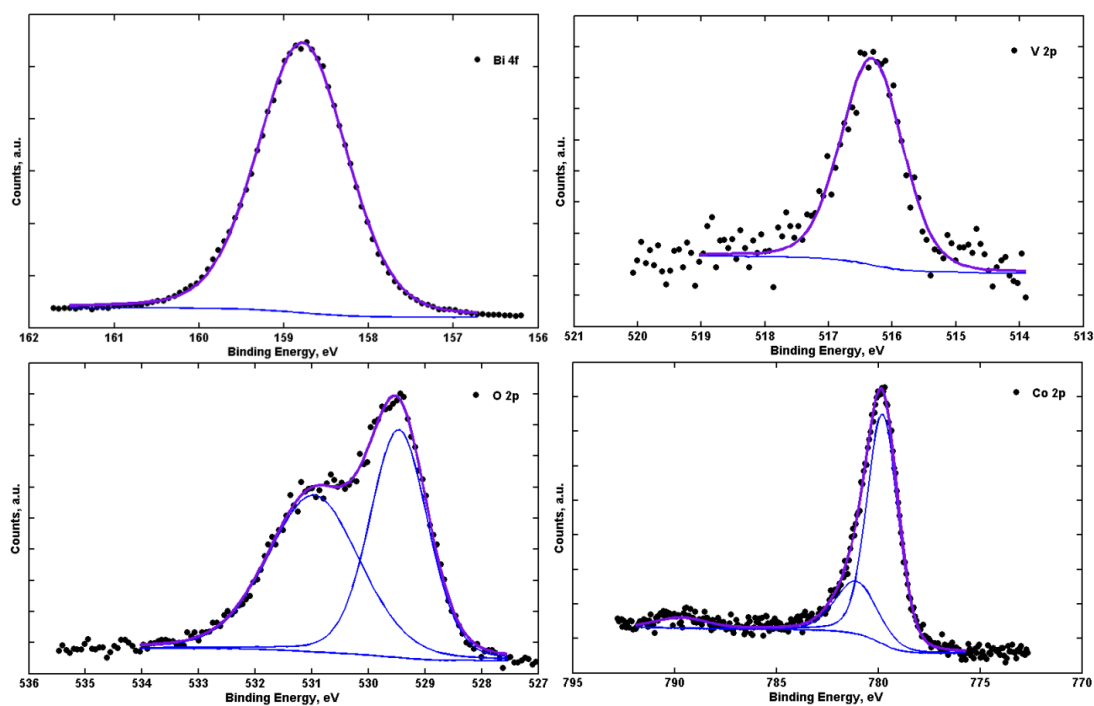 Counts, a.u.
Bi 4f
162 161 160 159 158 157 156
Binding Energy, eV
Counts, a.u.
V 2p
521 520 519 518 517 516 515 514 513
Binding Energy, eV
Counts, a.u.
O 2p
536 535 534 533 532 531 530 529 528 527
Binding Energy, eV
Counts, a.u.
Co 2p
795 790 785 780 775 770
Binding Energy, eV